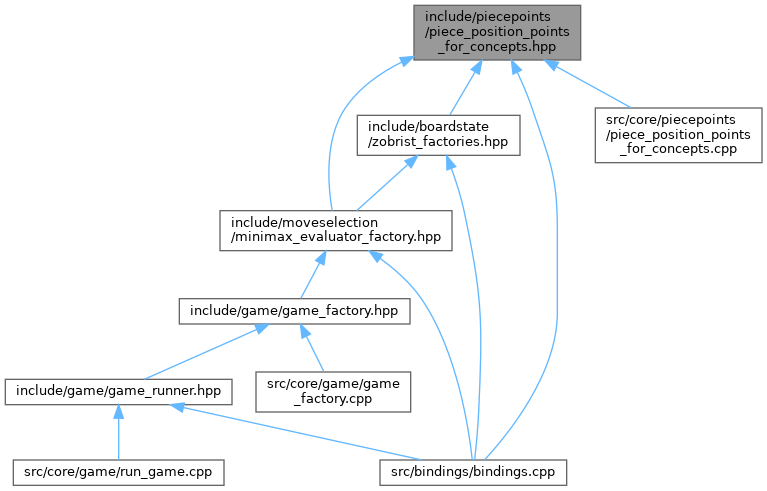 include/piecepoints
/piece_position_points
_for_concepts.hpp
include/boardstate
/zobrist_factories.hpp
src/core/piecepoints
/piece_position_points
_for_concepts.cpp
include/moveselection
/minimax_evaluator_factory.hpp
include/game/game_factory.hpp
include/game/game_runner.hpp
src/core/game/game
_factory.cpp
src/core/game/run_game.cpp
src/bindings/bindings.cpp